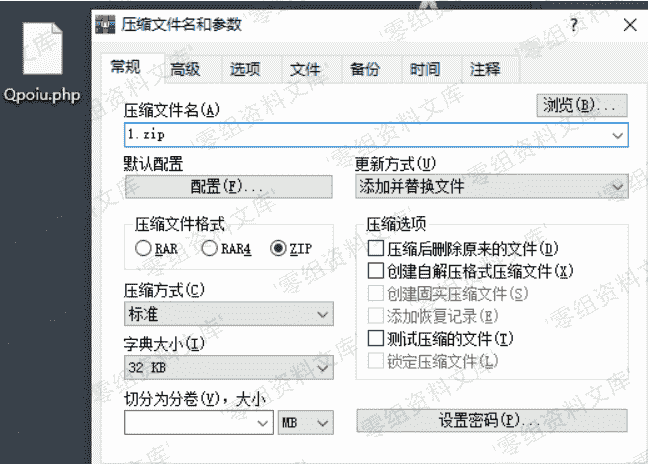 Qpoiu.php
压缩文件名和参数
?
常规
高级
选项
文件
备份
时间
注释
压缩文件名(A)
浏览(B)...
1.zip
默认配置
配置(F)...
更新方式(U)
添加并替换文件
压缩文件格式
RAR
RAR4
ZIP
压缩选项
压缩后删除原来的文件(D)
创建自解压格式压缩文件(X)
创建固实压缩文件(S)
添加恢复记录(E)
测试压缩的文件(T)
锁定压缩文件(L)
压缩方式(C)
标准
字典大小(I)
32 KB
切分为分卷(V)，大小
MB
设置密码(P)...
'零组资料文库'